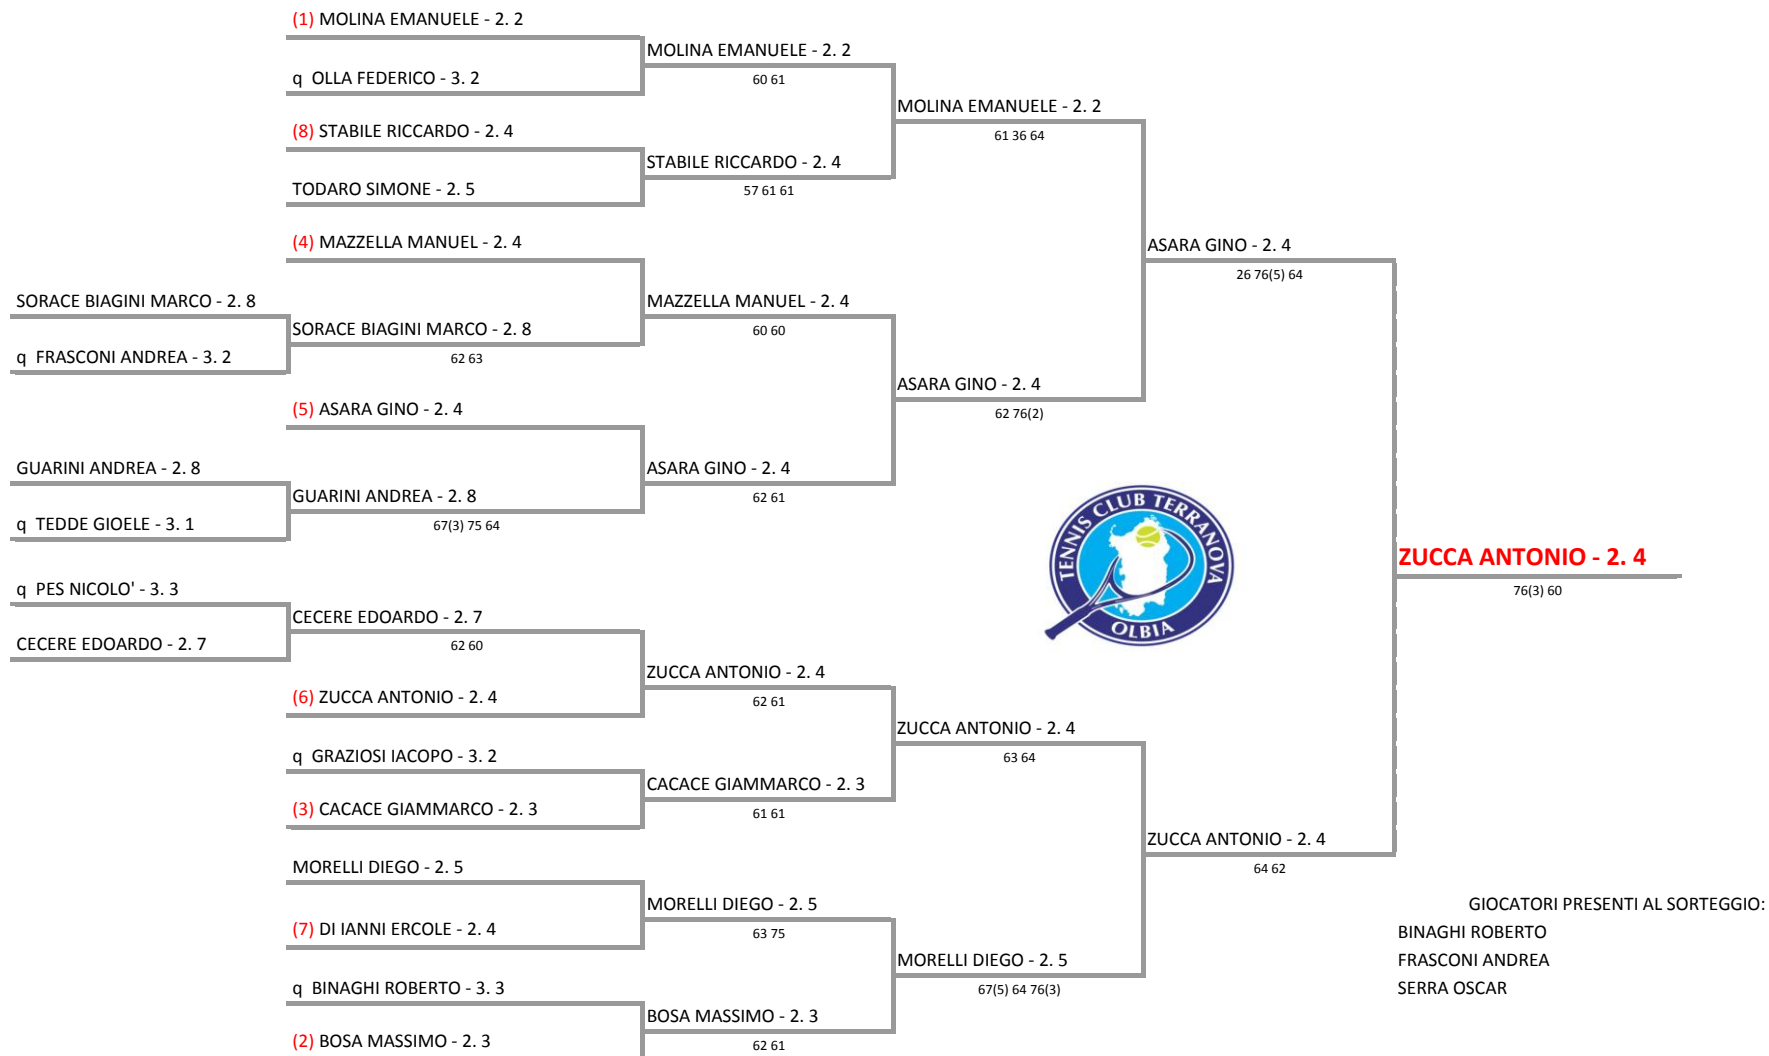 (1) MOLINA EMANUELE - 2. 2
MOLINA EMANUELE - 2. 2
q OLLA FEDERICO - 3. 2
60 61
MOLINA EMANUELE - 2. 2
(8) STABILE RICCARDO - 2. 4
61 36 64
STABILE RICCARDO - 2. 4
TODARO SIMONE - 2. 5
57 61 61
(4) MAZZELLA MANUEL - 2. 4
ASARA GINO - 2. 4
26 76(5) 64
SORACE BIAGINI MARCO - 2. 8
MAZZELLA MANUEL - 2. 4
SORACE BIAGINI MARCO - 2. 8
60 60
q FRASCONI ANDREA - 3. 2
62 63
ASARA GINO - 2. 4
(5) ASARA GINO - 2. 4
62 76(2)
GUARINI ANDREA - 2. 8
ASARA GINO - 2. 4
GUARINI ANDREA - 2. 8
62 61
q TEDDE GIOELE - 3. 1
67(3) 75 64
TENNIS CLUB TERRANOVA
OLBIA
ZUCCA ANTONIO - 2. 4
76(3) 60
q PES NICOLO' - 3. 3
CECERE EDOARDO - 2. 7
CECERE EDOARDO - 2. 7
62 60
ZUCCA ANTONIO - 2. 4
(6) ZUCCA ANTONIO - 2. 4
62 61
ZUCCA ANTONIO - 2. 4
q GRAZIOSI IACOPO - 3. 2
63 64
CACACE GIAMMARCO - 2. 3
(3) CACACE GIAMMARCO - 2. 3
61 61
ZUCCA ANTONIO - 2. 4
MORELLI DIEGO - 2. 5
64 62
MORELLI DIEGO - 2. 5
(7) DI IANNI ERCOLE - 2. 4
63 75
MORELLI DIEGO - 2. 5
q BINAGHI ROBERTO - 3. 3
67(5) 64 76(3)
BOSA MASSIMO - 2. 3
(2) BOSA MASSIMO - 2. 3
62 61
GIOCATORI PRESENTI AL SORTEGGIO:
BINAGHI ROBERTO
FRASCONI ANDREA
SERRA OSCAR